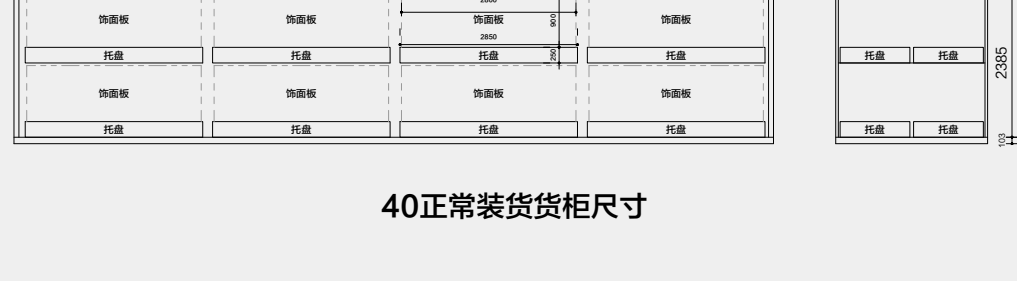 饰面板 饰面板 饰面板 饰面板
900
2850
托盘 托盘 托盘 250 托盘 托盘 托盘
2385
饰面板 饰面板 饰面板 饰面板
托盘 托盘 托盘 托盘 托盘 托盘
103
40正常装货货柜尺寸